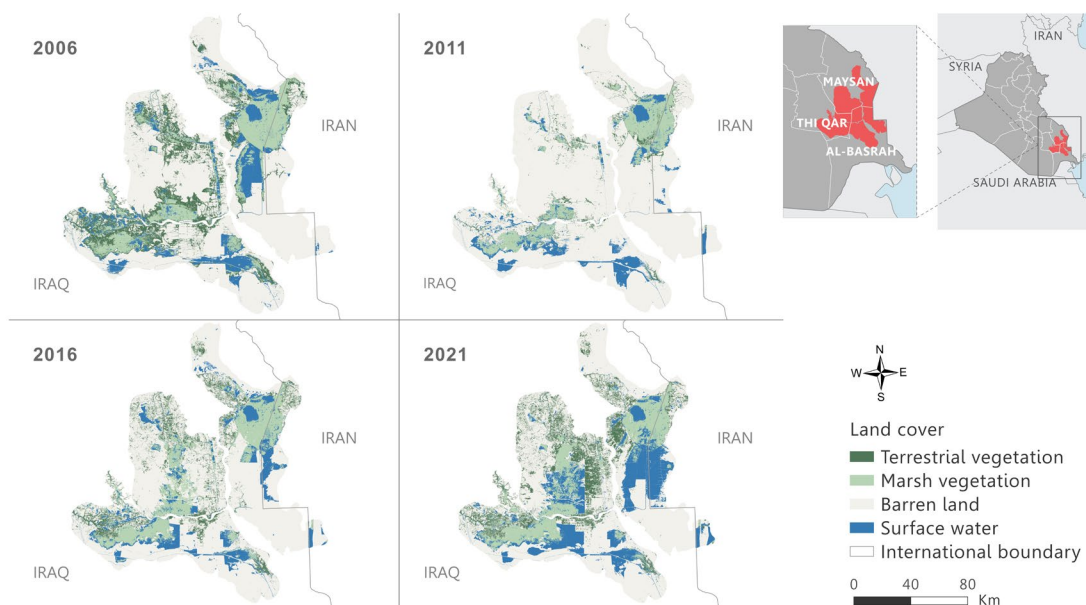 2006
IRAN
IRAQ
2011
IRAN
IRAQ
2016
IRAN
IRAQ
2021
IRAN
IRAQ
MAYSAN
THI QAR
AL-BASRAH
IRAN
SYRIA
SAUDI ARABIA
N
W E
S
Land cover
Terrestrial vegetation
Marsh vegetation
Barren land
Surface water
International boundary
0 40 80
Km